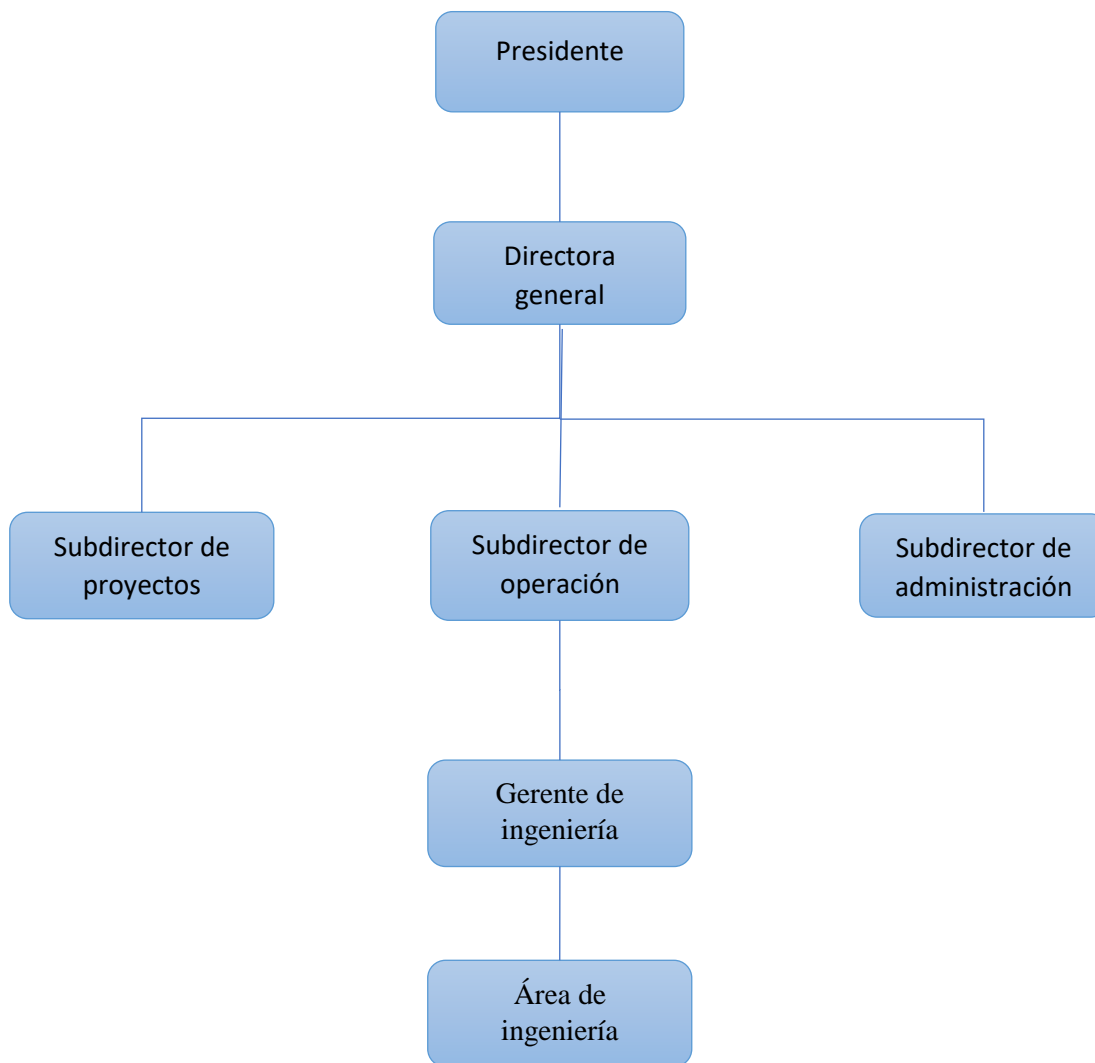 Presidente
Directora
general
Subdirector de
proyectos
Subdirector de
operación
Subdirector de
administración
Gerente de
ingeniería
Área de
ingeniería